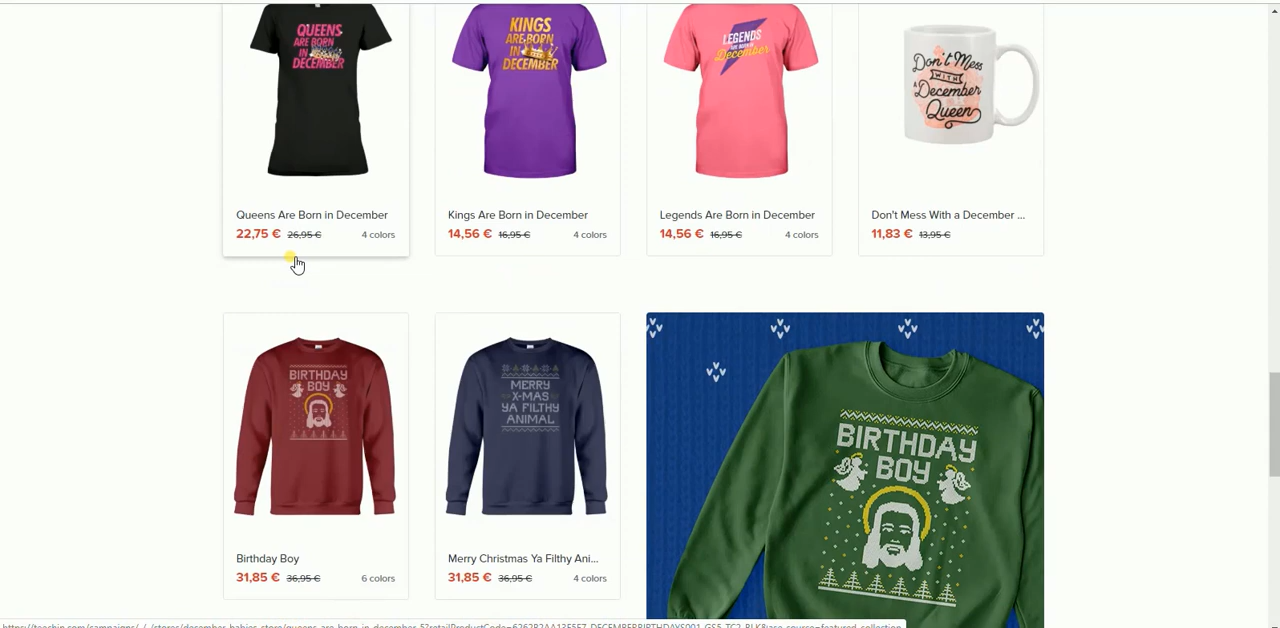 QUEENS
ARE BORN
IN
DECEMBER
KINGS
ARE BORN
IN
DECEMBER
LEGENDS
ARE BORN IN
December
Don't Mess
WITH
A
December
Queen
Queens Are Born in December
22,75 € 26,95 € 4 colors
Kings Are Born in December
14,56 € 16,95 € 4 colors
Legends Are Born in December
14,56 € 16,95 € 4 colors
Don't Mess With a December ...
11,83 € 13,95 €
BIRTHDAY
BOY
MERRY
X-MAS
YA FILTHY
ANIMAL
BIRTHDAY
BOY
Birthday Boy
31,85 € 36,95 € 6 colors
Merry Christmas Ya Filthy Ani...
31,85 € 36,95 € 4 colors